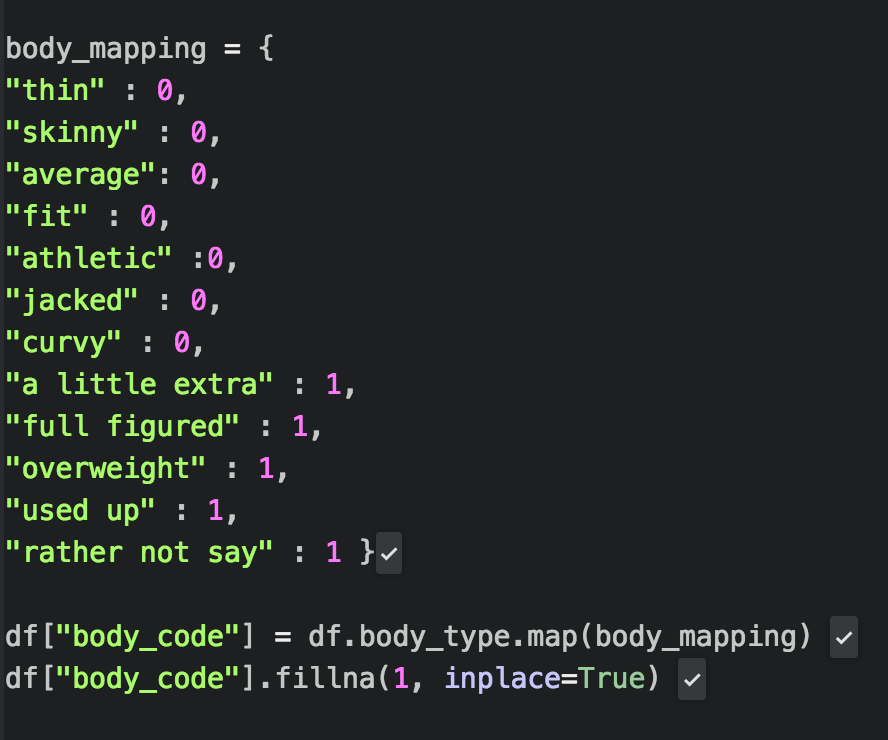 body_mapping = {
"thin" : 0,
"skinny" : 0,
"average": 0,
"fit" : 0,
"athletic" :0,
"jacked" : 0,
"curvy" : 0,
"a little extra" : 1,
"full figured" : 1,
"overweight" : 1,
"used up" : 1,
"rather not say" : 1 }
df["body_code"] = df.body_type.map(body_mapping)
df["body_code"].fillna(1, inplace=True)